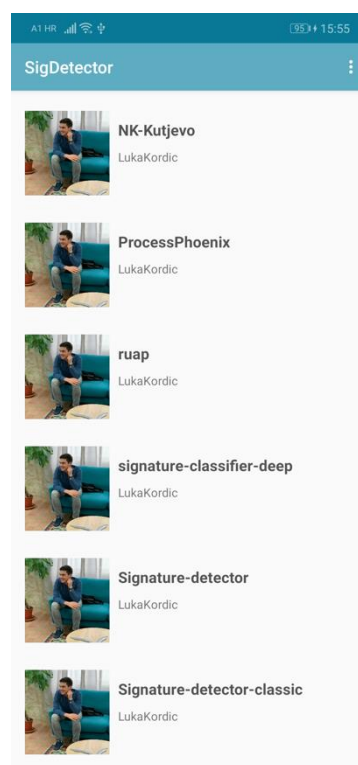 A1 HR 95 15:55
SigDetector
NK-Kutjevo
LukaKordic
ProcessPhoenix
LukaKordic
ruap
LukaKordic
signature-classifier-deep
LukaKordic
Signature-detector
LukaKordic
Signature-detector-classic
LukaKordic